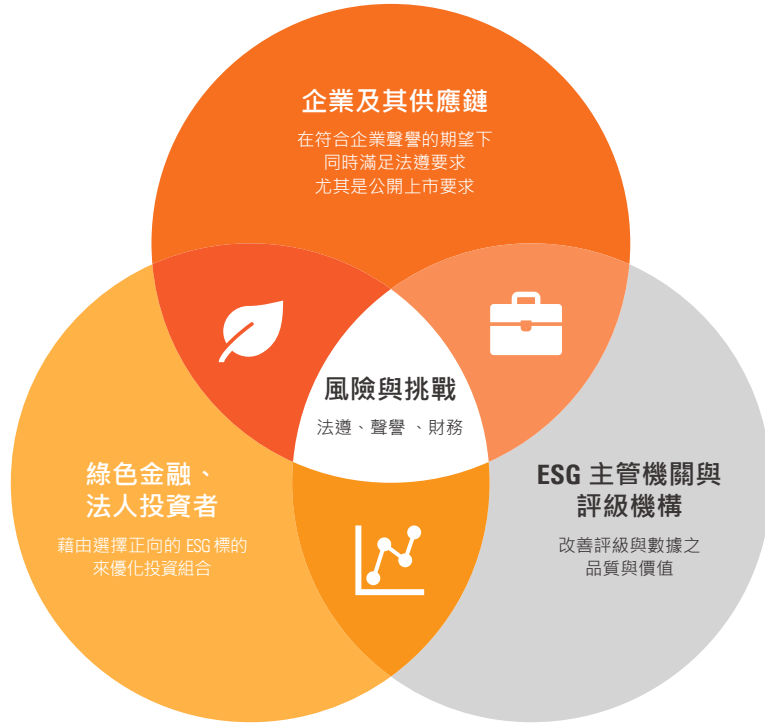 企業及其供應鏈
在符合企業聲譽的期望下
同時滿足法遵要求
尤其是公開上市要求
風險與挑戰
法遵、聲譽、財務
綠色金融、
法人投資者
藉由選擇正向的 ESG 標的
來優化投資組合
ESG 主管機關與
評級機構
改善評級與數據之
品質與價值